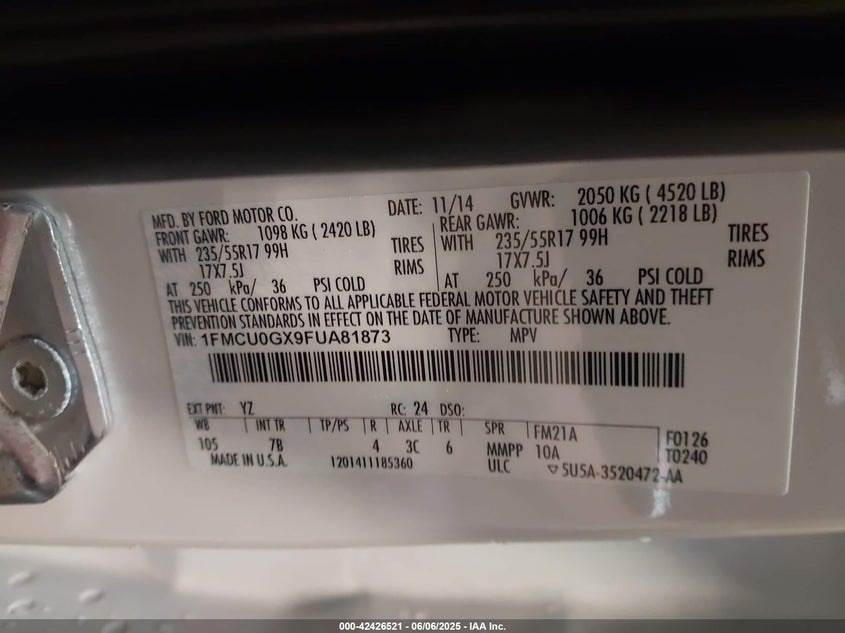 MFD. BY FORD MOTOR CO. DATE: 11/14 GVWR: 2050 KG ( 4520 LB)
FRONT GAWR: 1098 KG ( 2420 LB) REAR GAWR: 1006 KG ( 2218 LB)
WITH 235/55R17 99H TIRES WITH 235/55R17 99H TIRES
17X7.5J RIMS 17X7.5J RIMS
AT 250 kPa/ 36 PSI COLD AT 250 kPa/ 36 PSI COLD
THIS VEHICLE CONFORMS TO ALL APPLICABLE FEDERAL MOTOR VEHICLE SAFETY AND THEFT
PREVENTION STANDARDS IN EFFECT ON THE DATE OF MANUFACTURE SHOWN ABOVE.
VIN: 1FMCU0GX9FUA81873 TYPE: MPV
EXT PNT: YZ RC: 24 DSO:
WB INT TR TP/PS R AXLE TR SPR FM21A F0126
105 7B 4 3C 6 MMPP 10A T0240
MADE IN U.S.A. 1201411185360 ULC ▽5U5A-3520472-AA
000-42426521 - 06/06/2025 - IAA Inc.